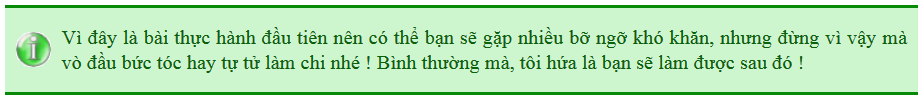 Vì đây là bài thực hành đầu tiên nên có thể bạn sẽ gặp nhiều bỡ ngỡ khó khăn, nhưng đừng vì vậy mà
vò đầu bức tóc hay tự tử làm chi nhé ! Bình thường mà, tôi hứa là bạn sẽ làm được sau đó !